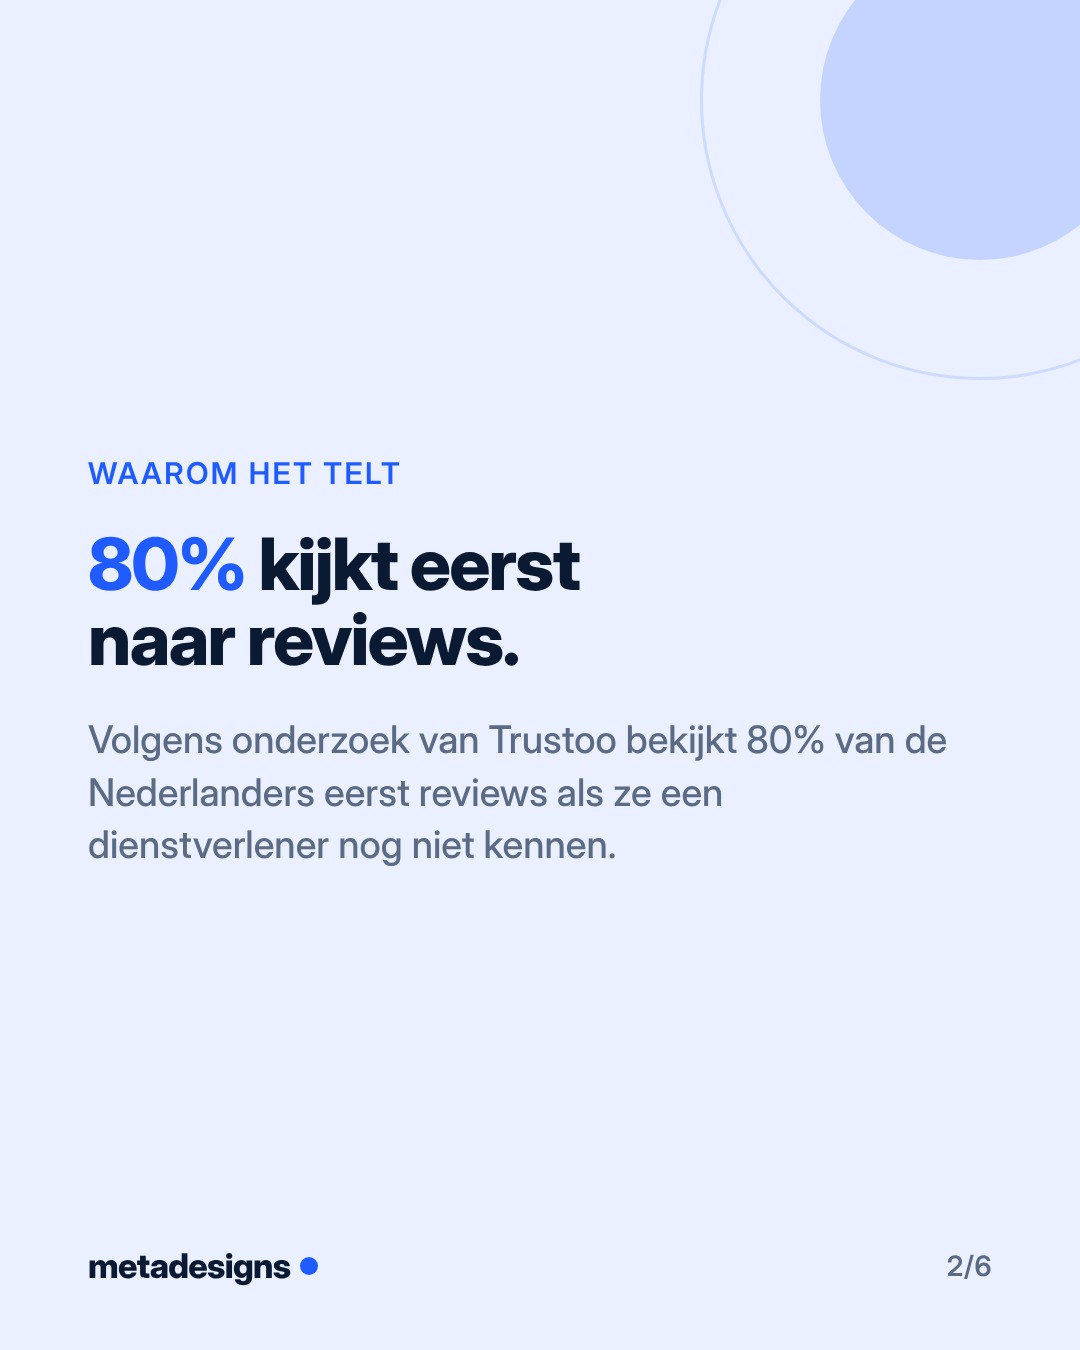 WAAROM HET TELT
80% kijkt eerst
naar reviews.
Volgens onderzoek van Trustoo bekijkt 80% van de
Nederlanders eerst reviews als ze een
dienstverlener nog niet kennen.
metadesigns
2/6